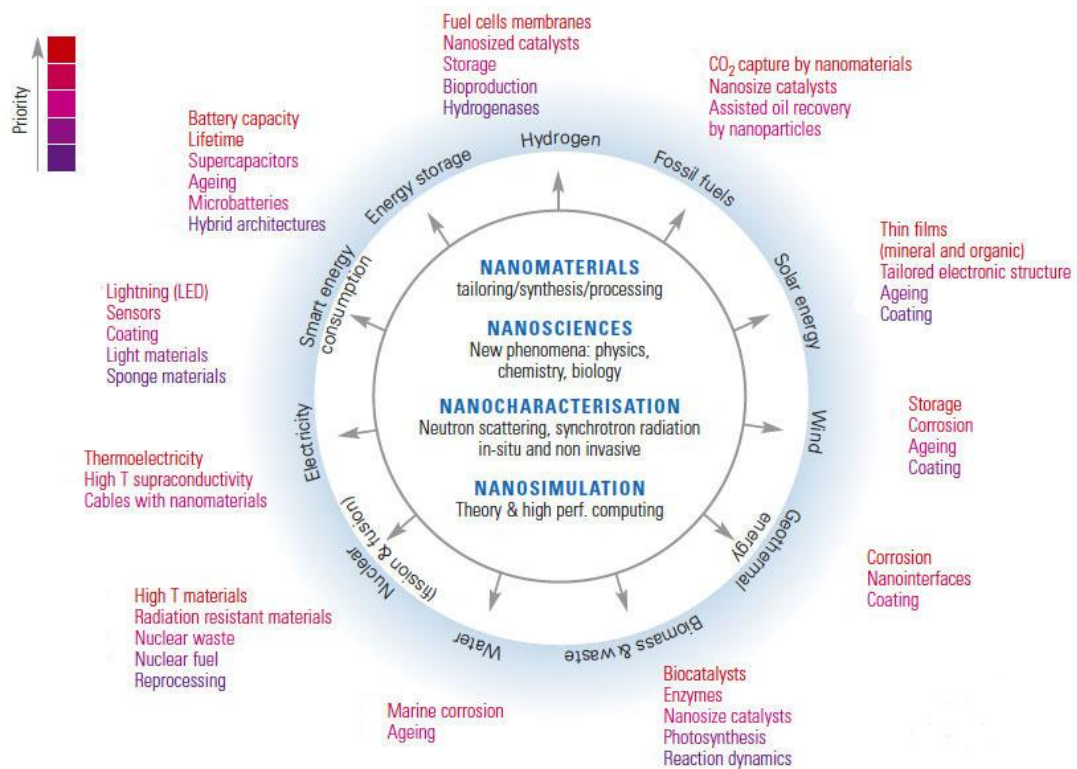 Priority
Fuel cells membranes
Nanosized catalysts
Storage
Bioproduction
Hydrogenases
CO₂ capture by nanomaterials
Nanosize catalysts
Assisted oil recovery
by nanoparticles
Battery capacity
Lifetime
Supercapacitors
Ageing
Microbatteries
Hybrid architectures
Thin films
(mineral and organic)
Tailored electronic structure
Ageing
Coating
Lightning (LED)
Sensors
Coating
Light materials
Sponge materials
Storage
Corrosion
Ageing
Coating
Thermoelectricity
High T supraconductivity
Cables with nanomaterials
Corrosion
Nanointerfaces
Coating
High T materials
Radiation resistant materials
Nuclear waste
Nuclear fuel
Reprocessing
Marine corrosion
Ageing
Biocatalysts
Enzymes
Nanosize catalysts
Photosynthesis
Reaction dynamics
Hydrogen
Fossil fuels
Solar energy
Wind
Geothermal
energy
Biomass & waste
Water
Nuclear
(fission & fusion)
Electricity
Smart energy
consumption
Energy storage
NANOMATERIALS
tailoring/synthesis/processing
NANOSCIENCES
New phenomena: physics,
chemistry, biology
NANOCHARACTERISATION
Neutron scattering, synchrotron radiation
in-situ and non invasive
NANOSIMULATION
Theory & high perf. computing